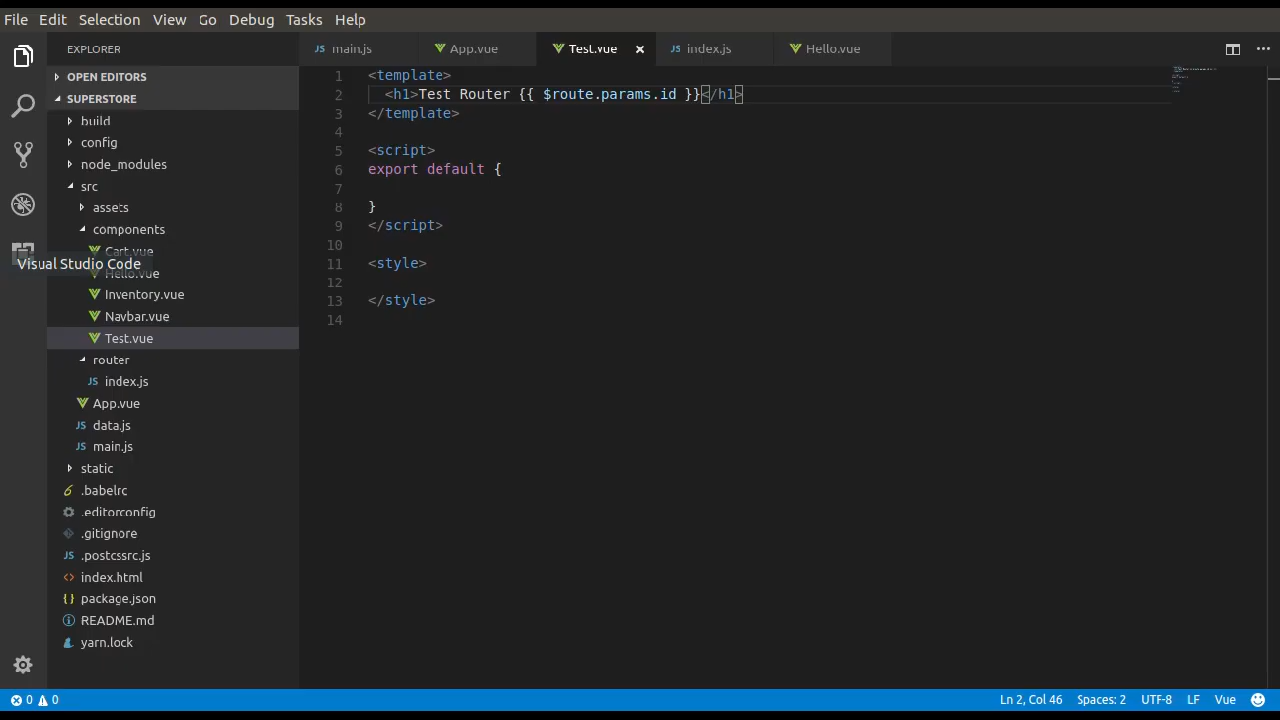 File Edit Selection View Go Debug Tasks Help
EXPLORER
OPEN EDITORS
SUPERSTORE
build
config
node_modules
src
assets
components
Cart.vue
Visual Studio Code
Hello.vue
Inventory.vue
Navbar.vue
Test.vue
router
JS index.js
App.vue
JS data.js
JS main.js
static
.babelrc
.editorconfig
.gitignore
JS .postcssrc.js
<> index.html
{} package.json
README.md
yarn.lock
JS main.js App.vue Test.vue × JS index.js Hello.vue
1 <template>
2 <h1>Test Router {{ $route.params.id }}</h1>
3 </template>
4
5 <script>
6 export default {
7
8 }
9 </script>
10
11 <style>
12
13 </style>
14
0 0 Ln 2, Col 46 Spaces: 2 UTF-8 LF Vue